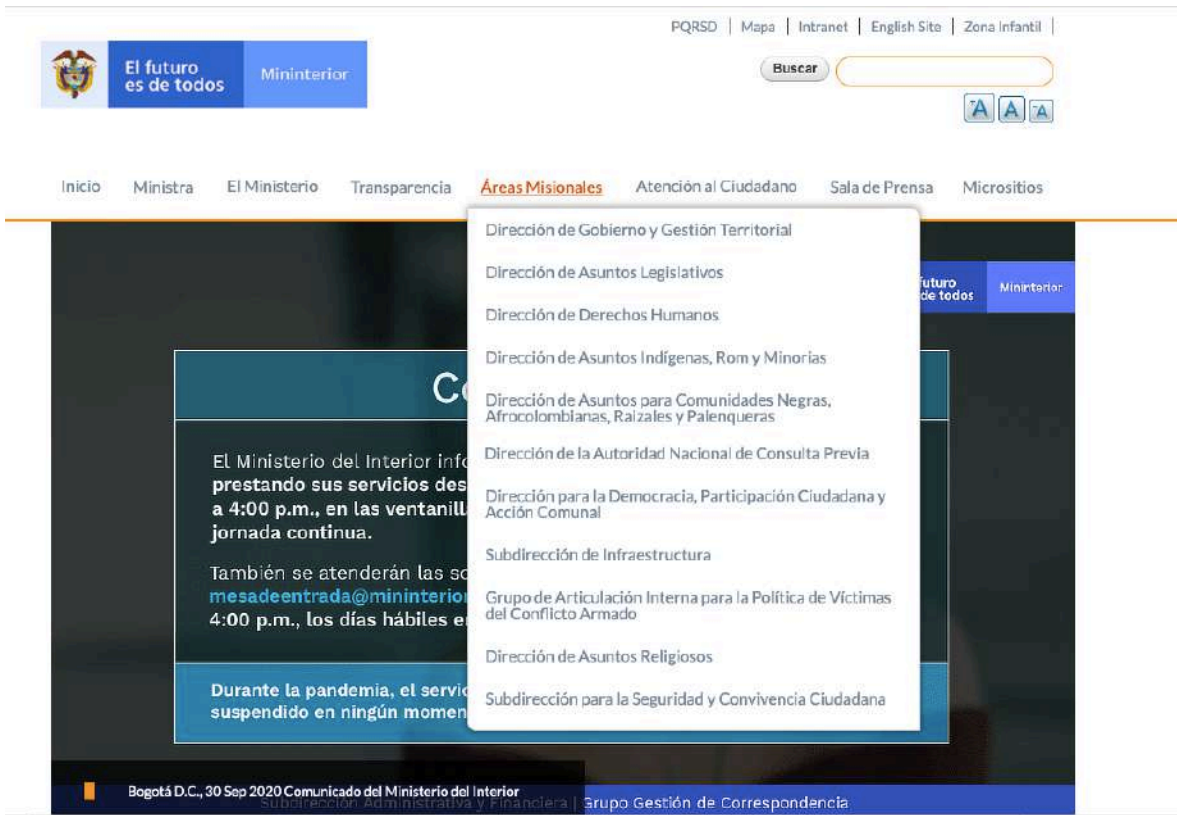 PQRSD | Mapa | Intranet | English Site | Zona Infantil |
El futuro
es de todos
Mininterior
Buscar
-A A -A
Inicio Ministra El Ministerio Transparencia Áreas Misionales Atención al Ciudadano Sala de Prensa Micrositios
Dirección de Gobierno y Gestión Territorial
Dirección de Asuntos Legislativos
Dirección de Derechos Humanos
Dirección de Asuntos Indígenas, Rom y Minorias
Dirección de Asuntos para Comunidades Negras,
Afrocolombianas, Raizales y Palenqueras
Dirección de la Autoridad Nacional de Consulta Previa
Dirección para la Democracia, Participación Ciudadana y
Acción Comunal
Subdirección de Infraestructura
Grupo de Articulación Interna para la Política de Víctimas
del Conflicto Armado
Dirección de Asuntos Religiosos
Subdirección para la Seguridad y Convivencia Ciudadana
futuro
de todos
Mininterior
El Ministerio del Interior
prestando sus servicios
a 4:00 p.m., en las
jornada continua.
También se atenderán las
mesadeentrada@mininterior
4:00 p.m., los días hábiles
Durante la pandemia, el
suspendido en ningún
Bogotá D.C., 30 Sep 2020 Comunicado del Ministerio del Interior
Subdirección Administrativa y Financiera | Grupo Gestión de Correspondencia